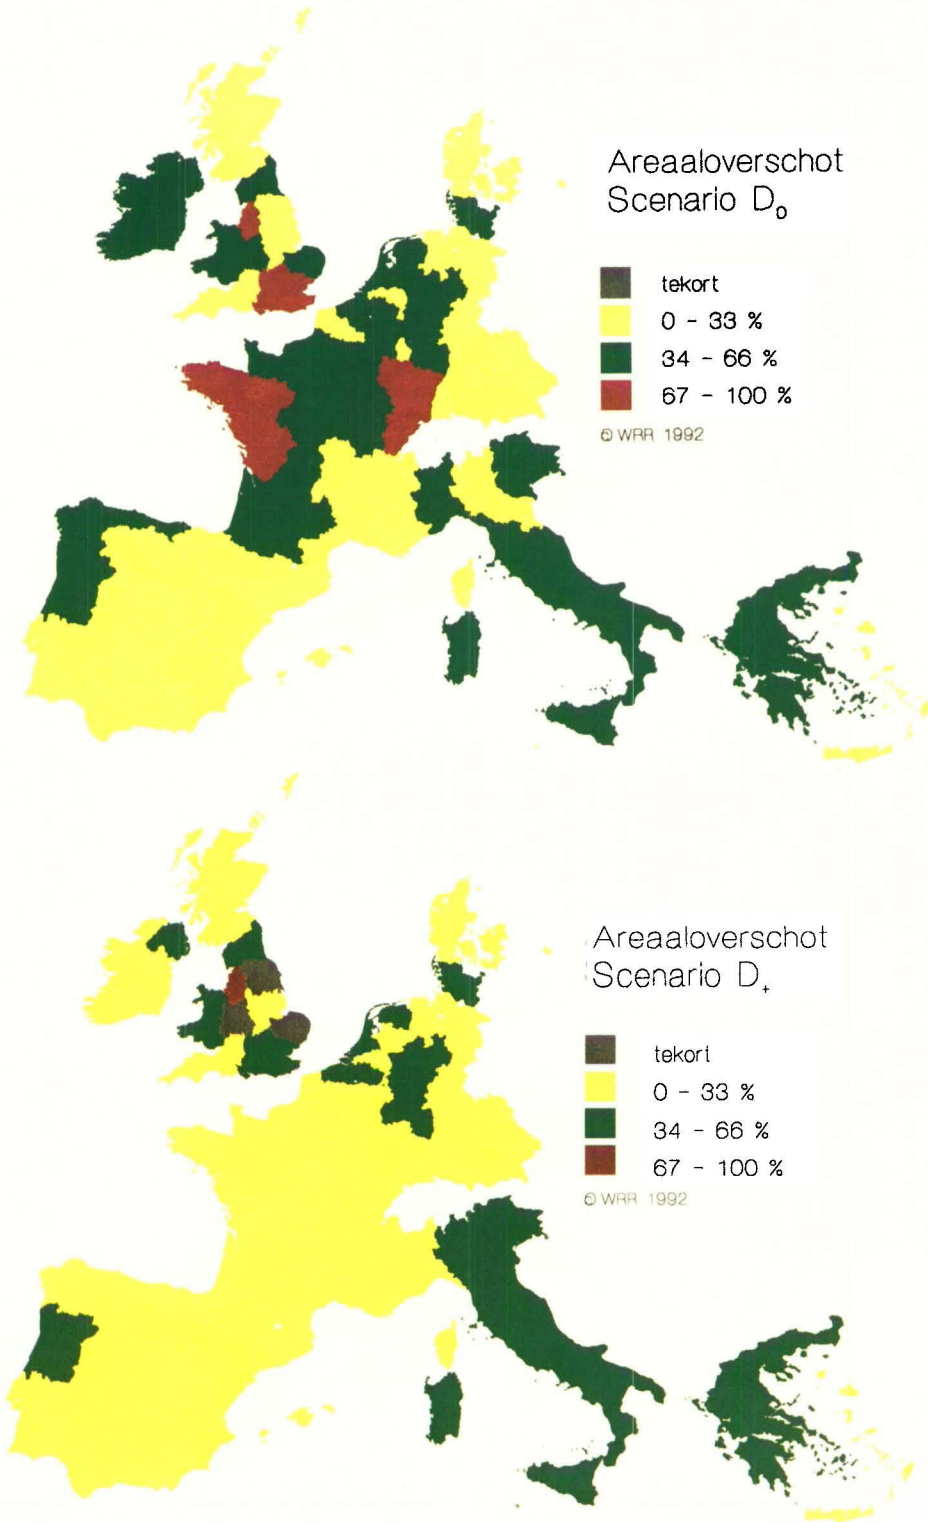 Areaaloverschot
Scenario D₀
tekort
0 - 33 %
34 - 66 %
67 - 100 %
© WRR 1992
Areaaloverschot
Scenario D₊
tekort
0 - 33 %
34 - 66 %
67 - 100 %
© WRR 1992